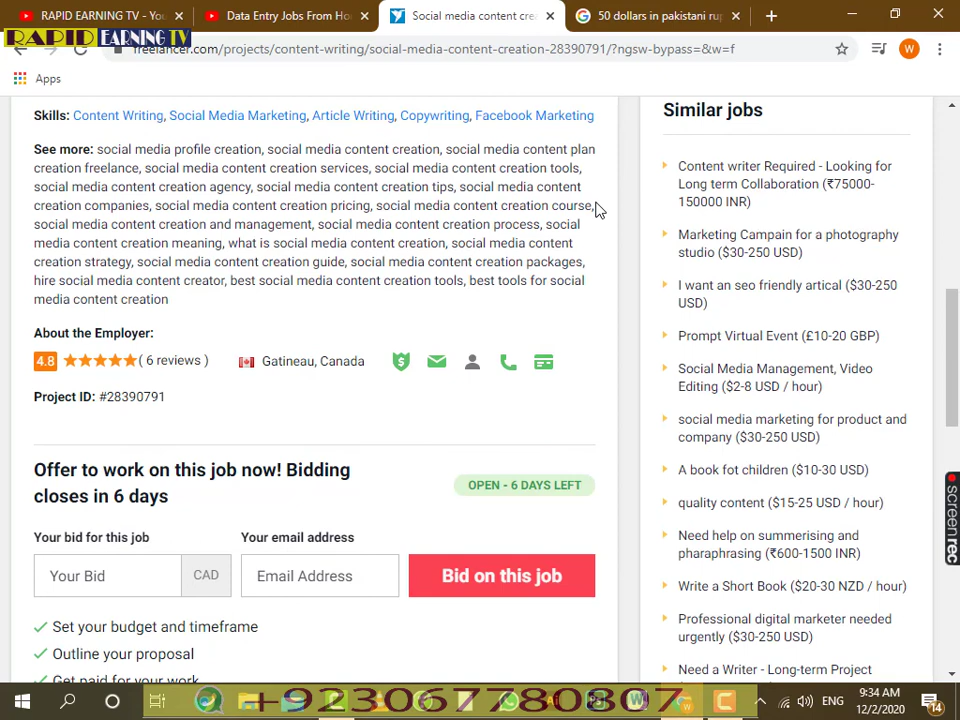 RAPID EARNING TV - Yo
Data Entry Jobs From Ho
Social media content cre
50 dollars in pakistani ru
RAPID EARNING TV
freelancer.com/projects/content-writing/social-media-content-creation-28390791/?ngsw-bypass=&w=f
W
Apps
Skills: Content Writing, Social Media Marketing, Article Writing, Copywriting, Facebook Marketing
See more: social media profile creation, social media content creation, social media content plan
creation freelance, social media content creation services, social media content creation tools,
social media content creation agency, social media content creation tips, social media content
creation companies, social media content creation pricing, social media content creation course,
social media content creation and management, social media content creation process, social
media content creation meaning, what is social media content creation, social media content
creation strategy, social media content creation guide, social media content creation packages,
hire social media content creator, best social media content creation tools, best tools for social
media content creation
About the Employer:
4.8 ( 6 reviews ) Gatineau, Canada
Project ID: #28390791
Offer to work on this job now! Bidding
closes in 6 days
OPEN - 6 DAYS LEFT
Your bid for this job
Your email address
Your Bid
CAD
Email Address
Bid on this job
Set your budget and timeframe
Outline your proposal
Get paid for your work
Similar jobs
Content writer Required - Looking for
Long term Collaboration (₹75000-
150000 INR)
Marketing Campain for a photography
studio ($30-250 USD)
I want an seo friendly artical ($30-250
USD)
Prompt Virtual Event (£10-20 GBP)
Social Media Management, Video
Editing ($2-8 USD / hour)
social media marketing for product and
company ($30-250 USD)
A book fot children ($10-30 USD)
quality content ($15-25 USD / hour)
Need help on summerising and
pharaphrasing (₹600-1500 INR)
Write a Short Book ($20-30 NZD / hour)
Professional digital marketer needed
urgently ($30-250 USD)
Need a Writer - Long-term Project
screenrec
+923067780807
ENG
9:34 AM
12/2/2020
14